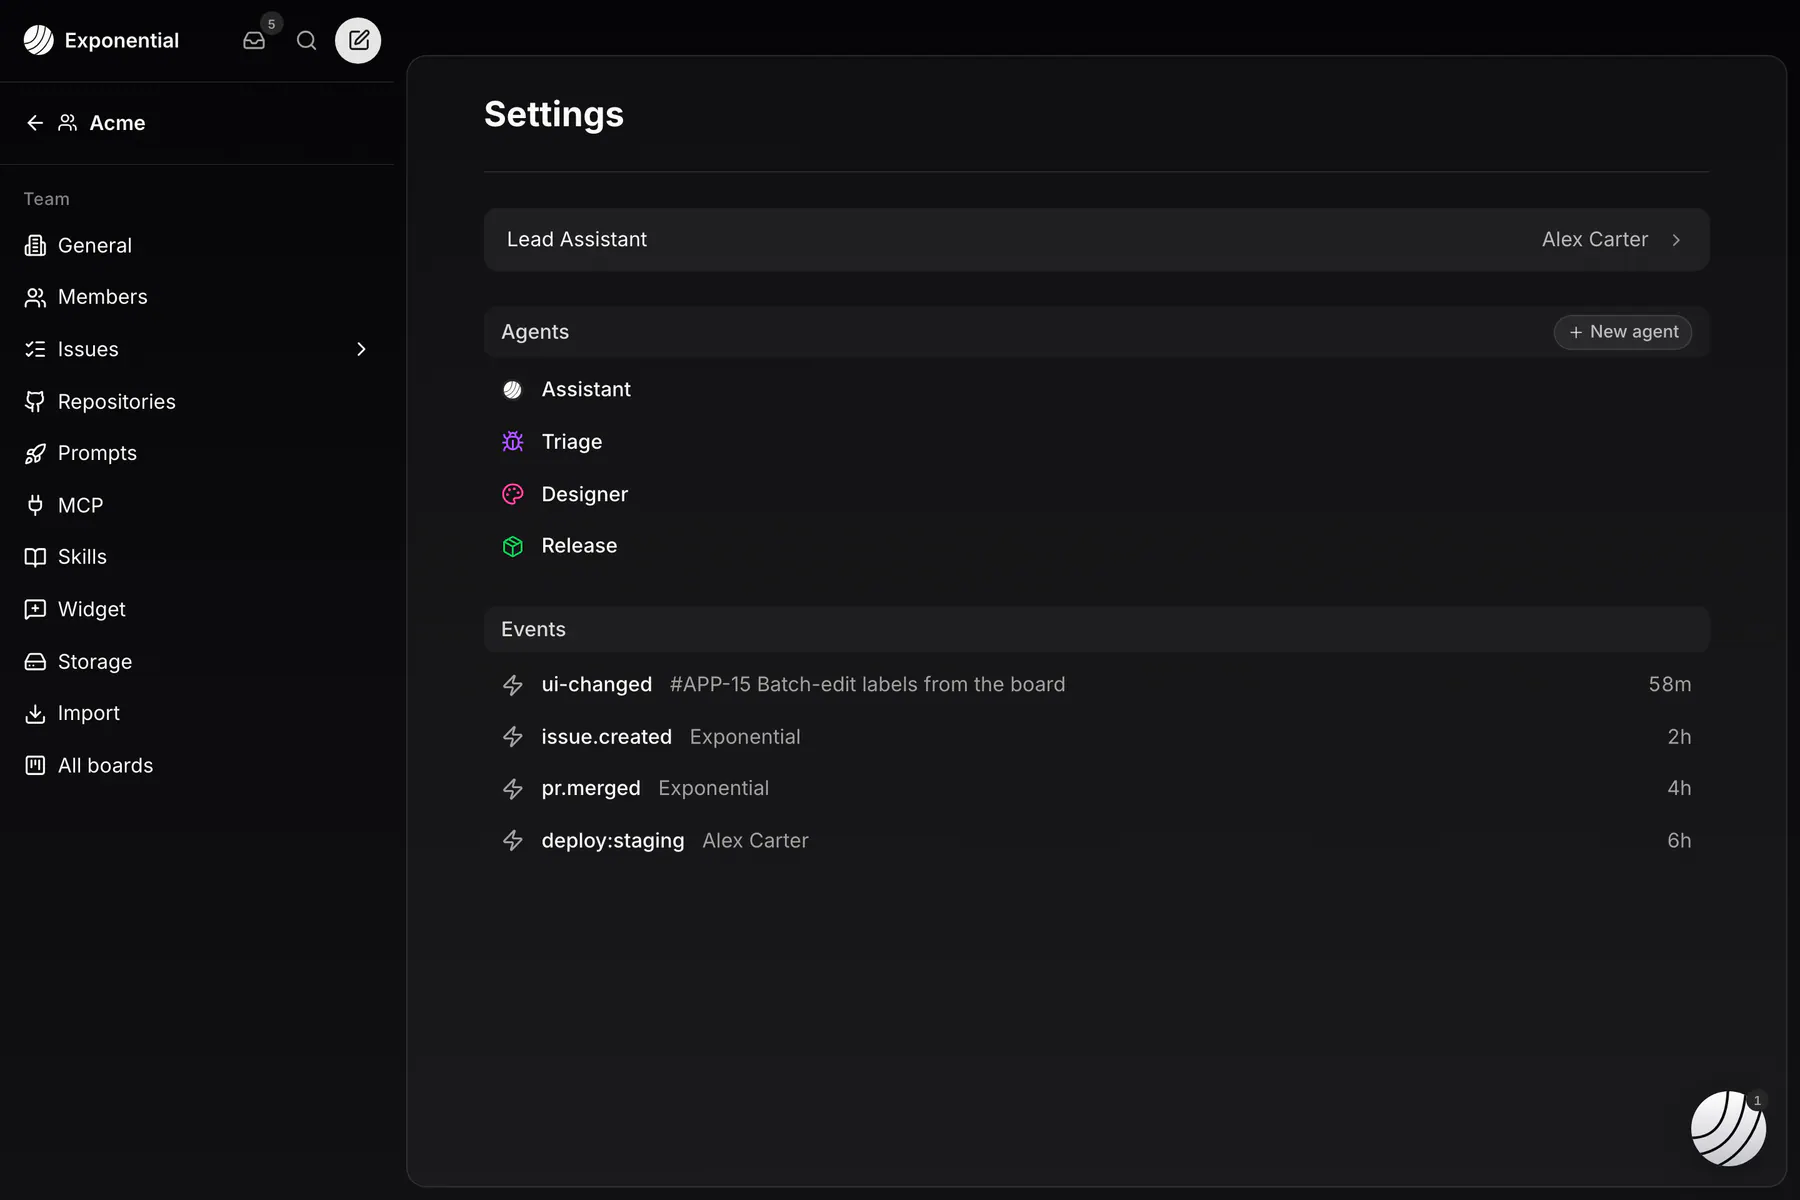 Exponential
5
Acme
Team
General
Members
Issues
Repositories
Prompts
MCP
Skills
Widget
Storage
Import
All boards
Settings
Lead Assistant Alex Carter
Agents + New agent
Assistant
Triage
Designer
Release
Events
ui-changed #APP-15 Batch-edit labels from the board 58m
issue.created Exponential 2h
pr.merged Exponential 4h
deploy:staging Alex Carter 6h
1